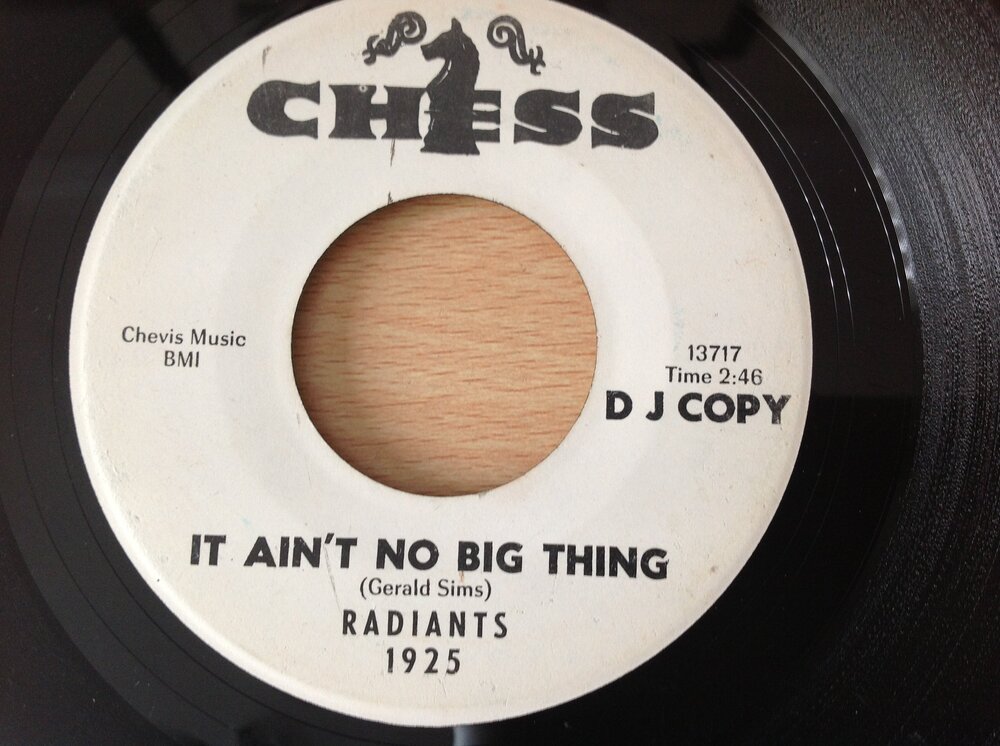 CHESS
Chevis Music
BMI
13717
Time 2:46
D J COPY
IT AIN'T NO BIG THING
(Gerald Sims)
RADIANTS
1925